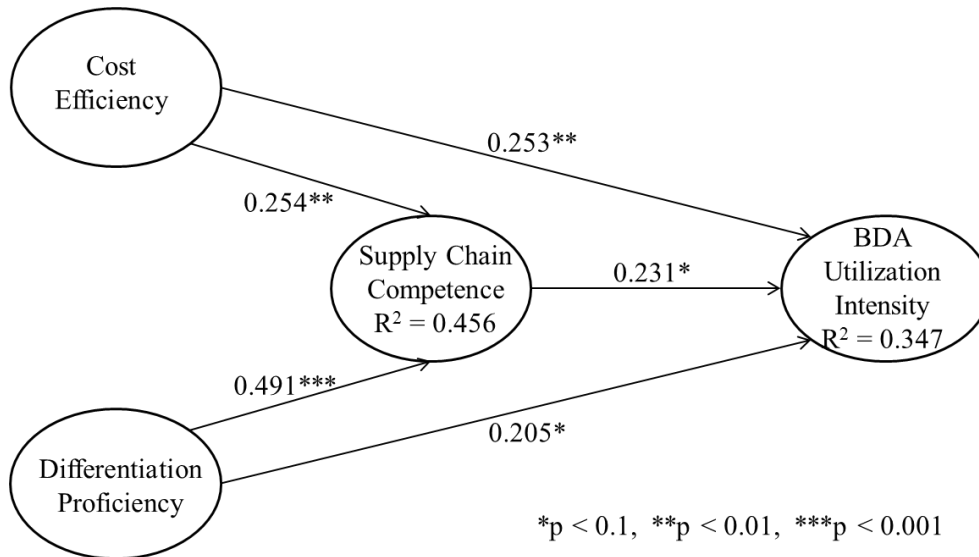 Cost
Efficiency
0.253**
0.254**
Supply Chain
Competence
R² = 0.456
0.231*
BDA
Utilization
Intensity
R² = 0.347
0.491***
0.205*
Differentiation
Proficiency
*p < 0.1, **p < 0.01, ***p < 0.001